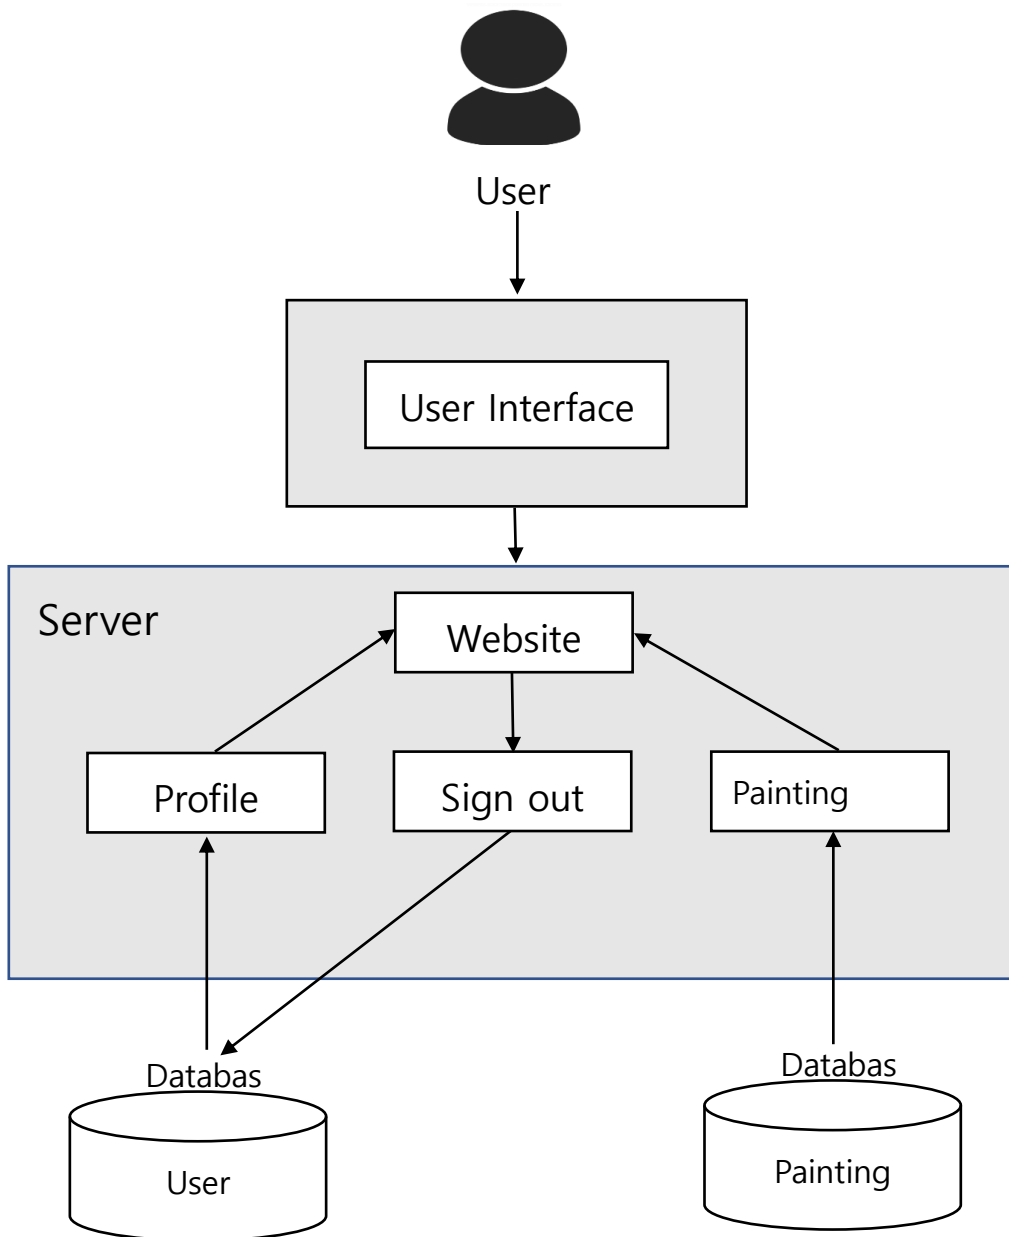 User
User Interface
Server
Website
Profile
Sign out
Painting
Databas
Databas
User
Painting